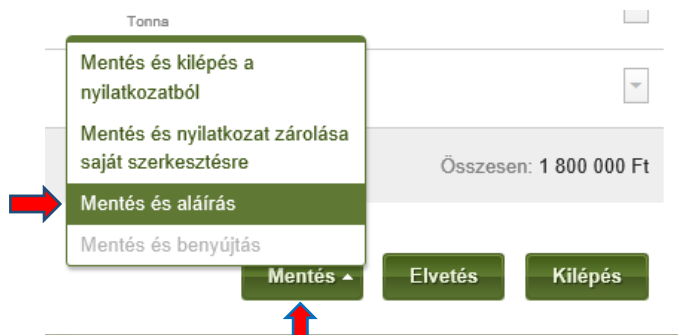 Tonna
Mentés és kilépés a
nyilatkozatból
Mentés és nyilatkozat zárolása
saját szerkesztésre
Összesen: 1 800 000 Ft
Mentés és aláírás
Mentés és benyújtás
Mentés
Elvetés
Kilépés